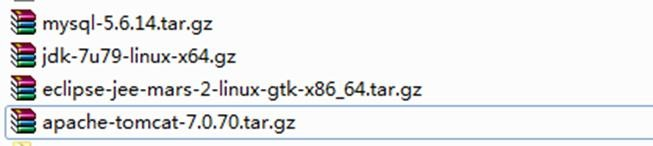 mysql-5.6.14.tar.gz
jdk-7u79-linux-x64.gz
eclipse-jee-mars-2-linux-gtk-x86_64.tar.gz
apache-tomcat-7.0.70.tar.gz